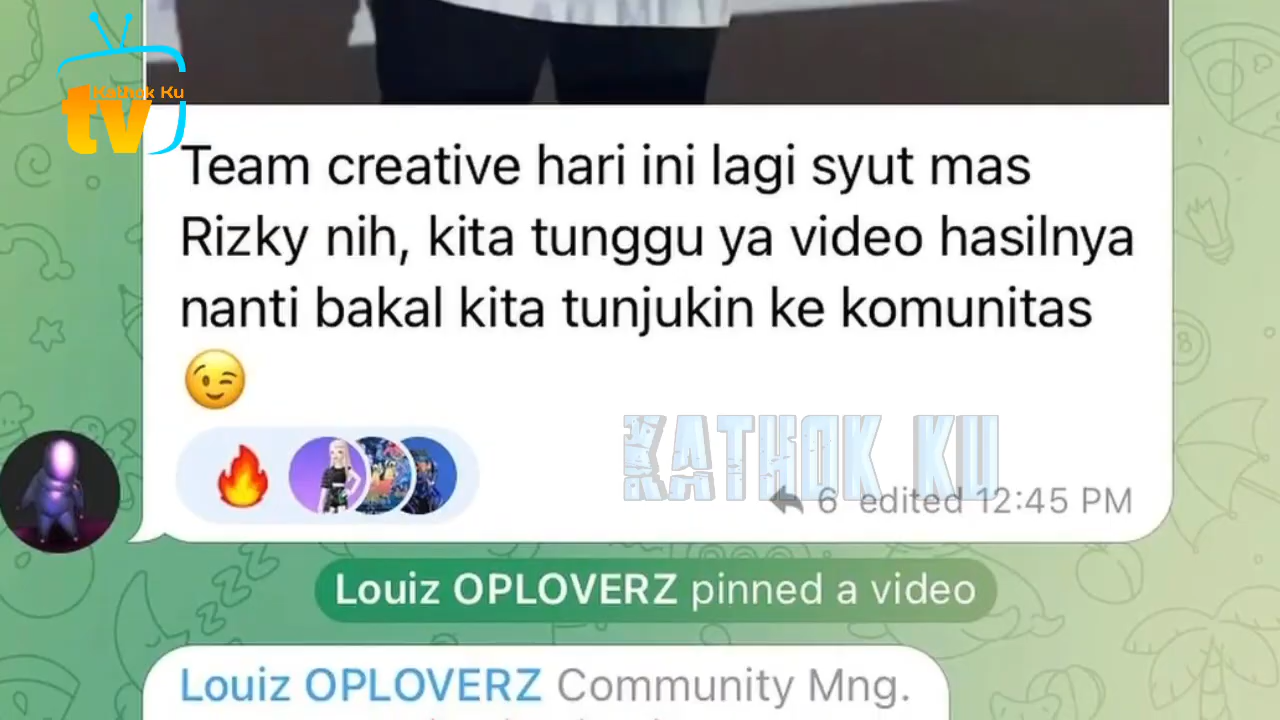 Kathok Ku
tv
Team creative hari ini lagi syut mas
Rizky nih, kita tunggu ya video hasilnya
nanti bakal kita tunjukin ke komunitas
😉
KATHOK KU
6 edited 12:45 PM
Louiz OPLOVERZ pinned a video
Louiz OPLOVERZ Community Mng.